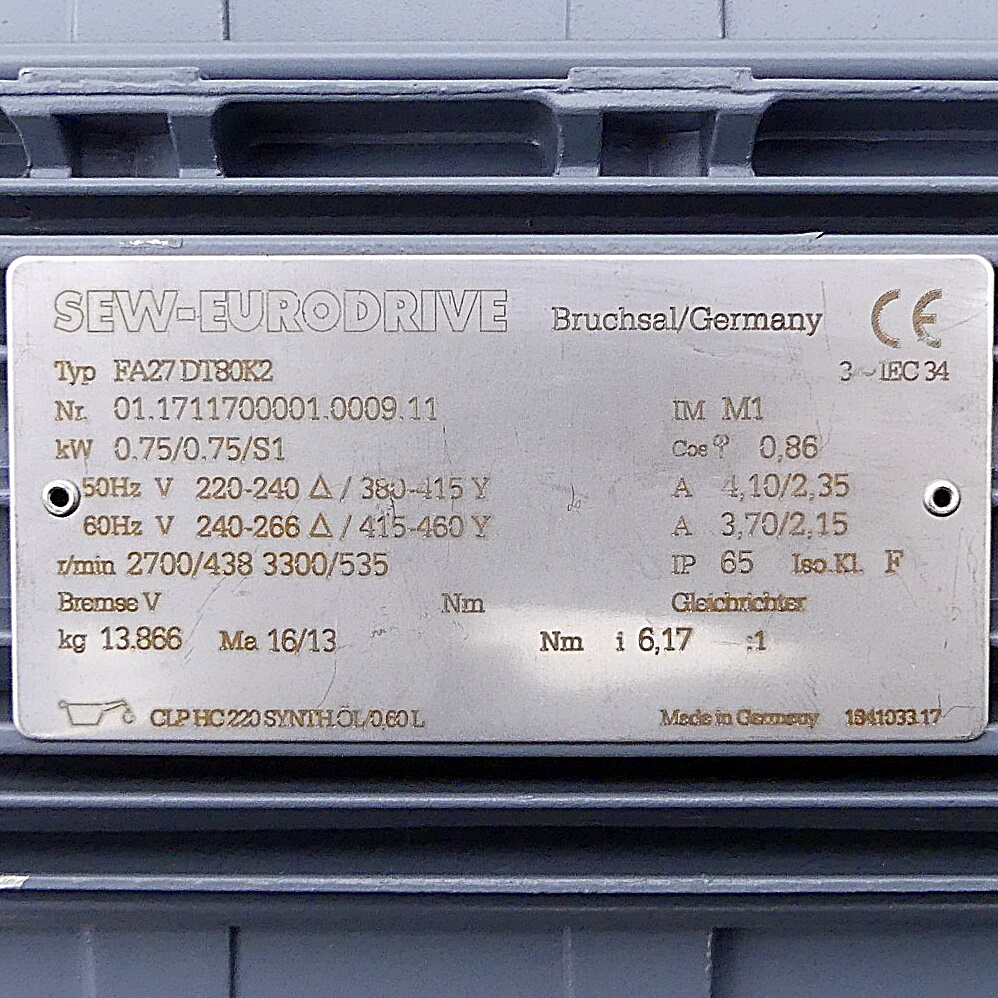 SEW-EURODRIVE Bruchsal/Germany CE
Typ FA27 DT80K2 3~IEC 34
Nr. 01.1711700001.0009.11 IM M1
kW 0.75/0.75/S1 Cos φ 0,86
50Hz V 220-240 Δ / 380-415 Y A 4,10/2,35
60Hz V 240-266 Δ / 415-460 Y A 3,70/2,15
r/min 2700/438 3300/535 IP 65 Iso.Kl. F
Bremse V Nm Gleichrichter
kg 13.866 Ma 16/13 Nm i 6,17 :1
CLP HC 220 SYNTH.ÖL/0,60 L Made in Germany 1841033.17